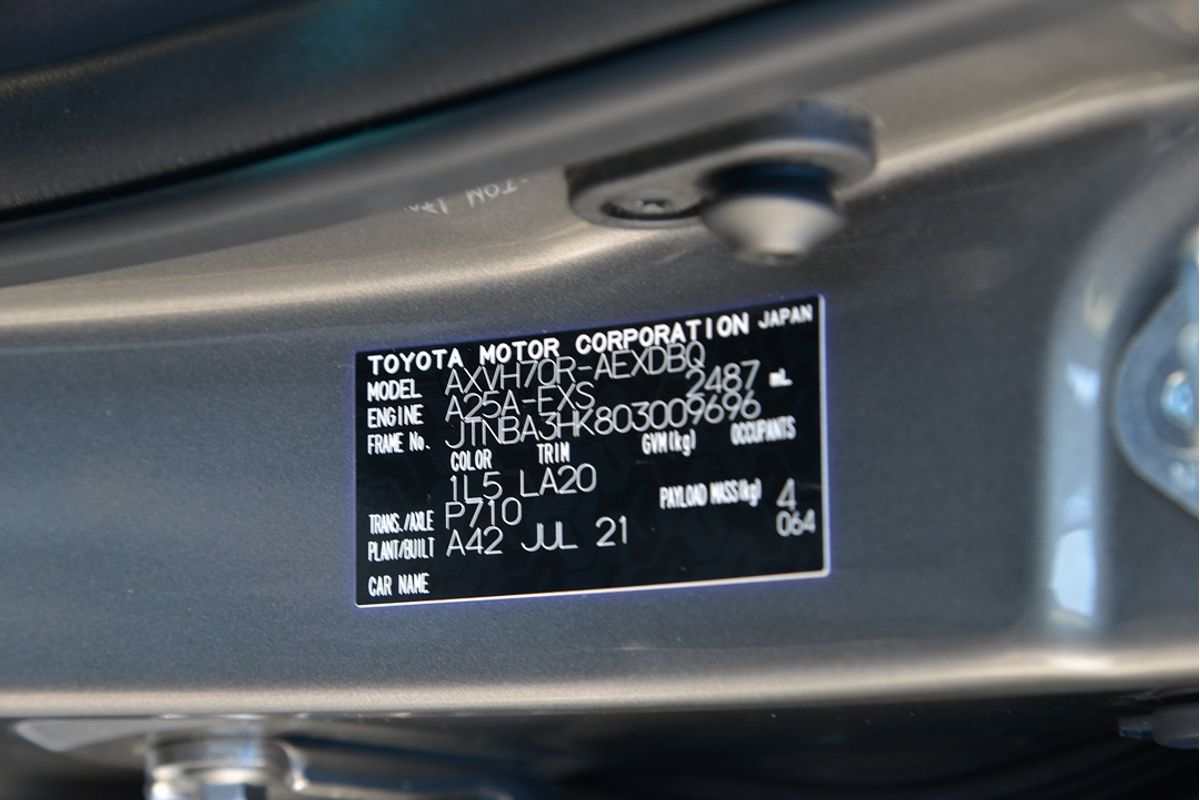 TOYOTA MOTOR CORPORATION JAPAN
MODEL AXVH70R-AEXDBQ
ENGINE A25A-EXS 2487 mL
FRAME No. JTNBA3HK803009696
COLOR TRIM GVM(kg) OCCUPANTS
1L5 LA20
TRANS./AXLE P710 PAYLOAD MASS(kg) 4
PLANT/BUILT A42 JUL 21 064
CAR NAME